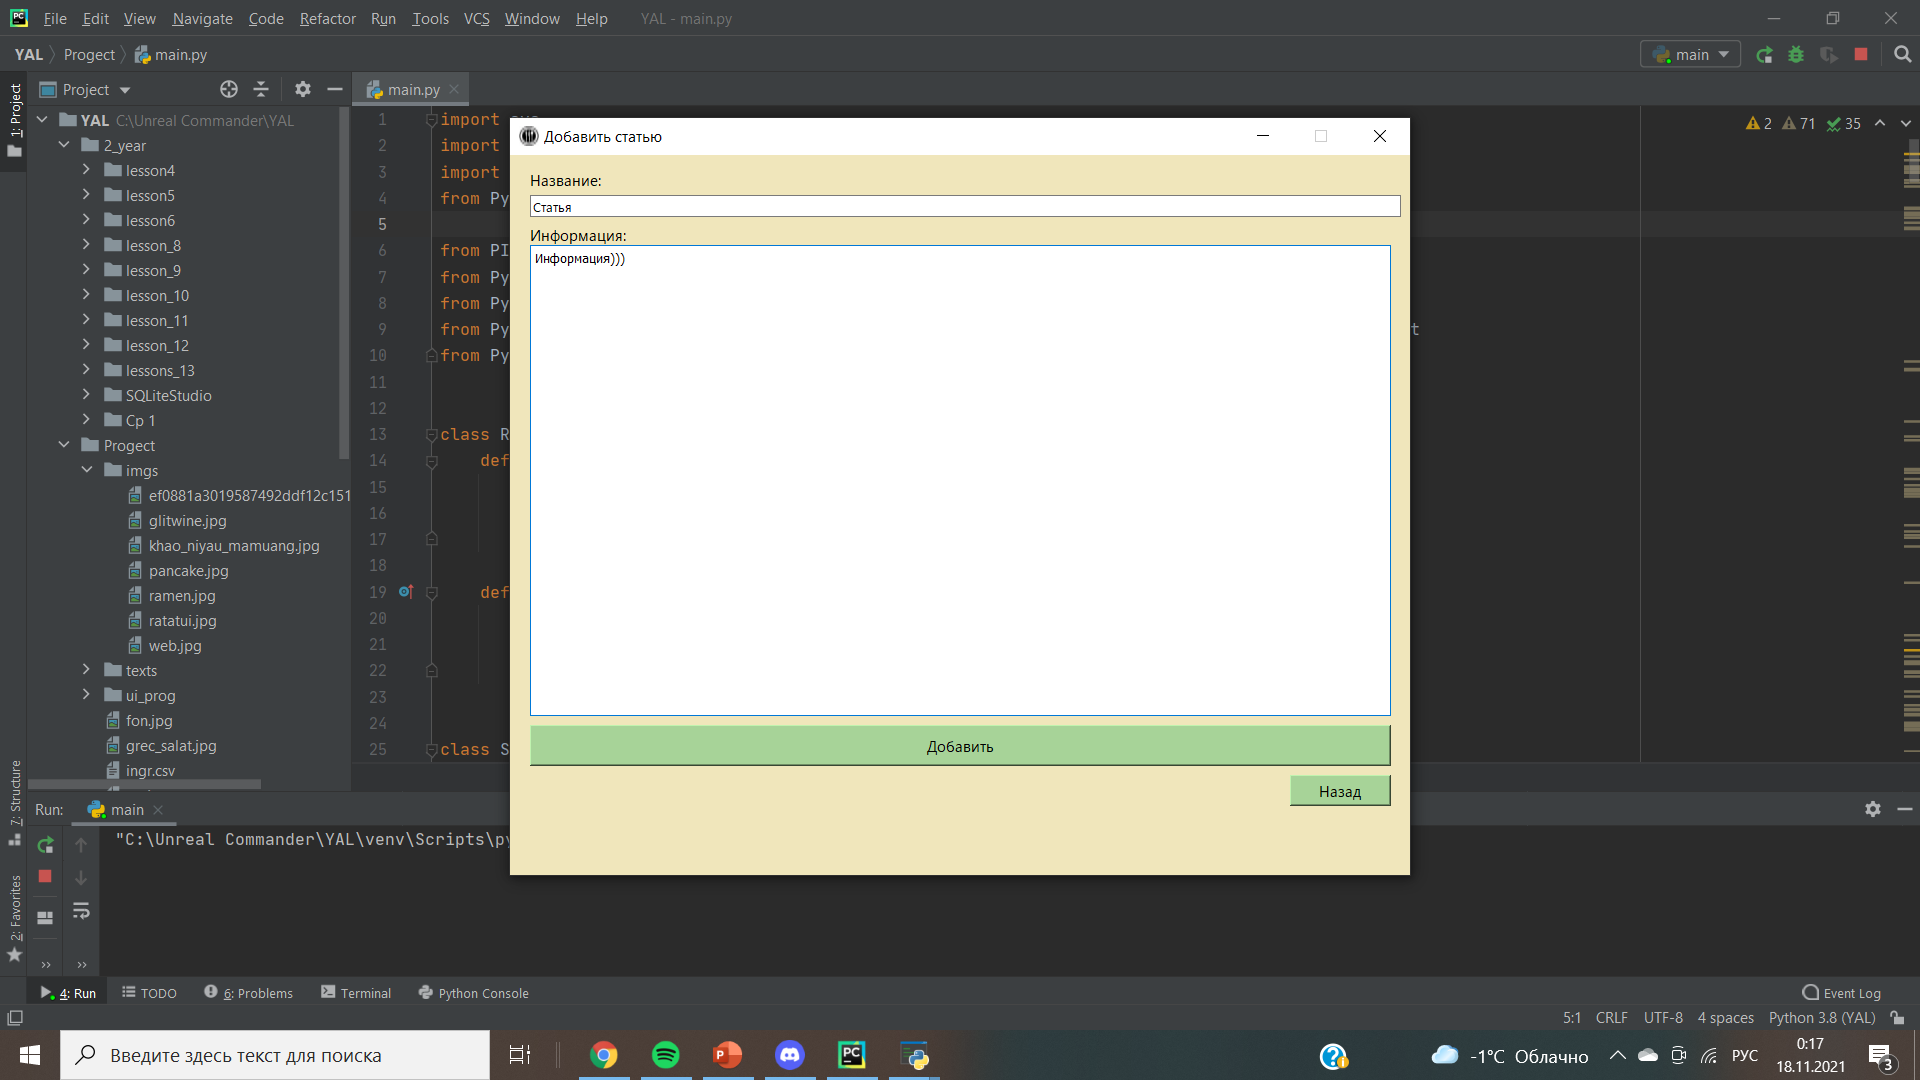 File Edit View Navigate Code Refactor Run Tools VCS Window Help YAL - main.py
YAL Progect main.py
main
Project
main.py
1: Project
YAL C:\Unreal Commander\YAL
2_year
lesson4
lesson5
lesson6
lesson_8
lesson_9
lesson_10
lesson_11
lesson_12
lessons_13
SQLiteStudio
Ср 1
Progect
imgs
ef0881a3019587492ddf12c151
glitwine.jpg
khao_niyau_mamuang.jpg
pancake.jpg
ramen.jpg
ratatui.jpg
web.jpg
texts
ui_prog
fon.jpg
grec_salat.jpg
ingr.csv
1 import
2 import
3 import
4 from Py
5
6 from PI
7 from Py
8 from Py
9 from Py t
10 from Py
11
12
13 class R
14 def
15
16
17
18
19 def
20
21
22
23
24
25 class S
2 71 35
Добавить статью
Название:
Статья
Информация:
Информация)))
Добавить
Назад
7: Structure
2: Favorites
Run: main
"C:\Unreal Commander\YAL\venv\Scripts\py
4: Run TODO 6: Problems Terminal Python Console Event Log
5:1 CRLF UTF-8 4 spaces Python 3.8 (YAL)
Введите здесь текст для поиска
-1°C Облачно
РУС
0:17
18.11.2021
3